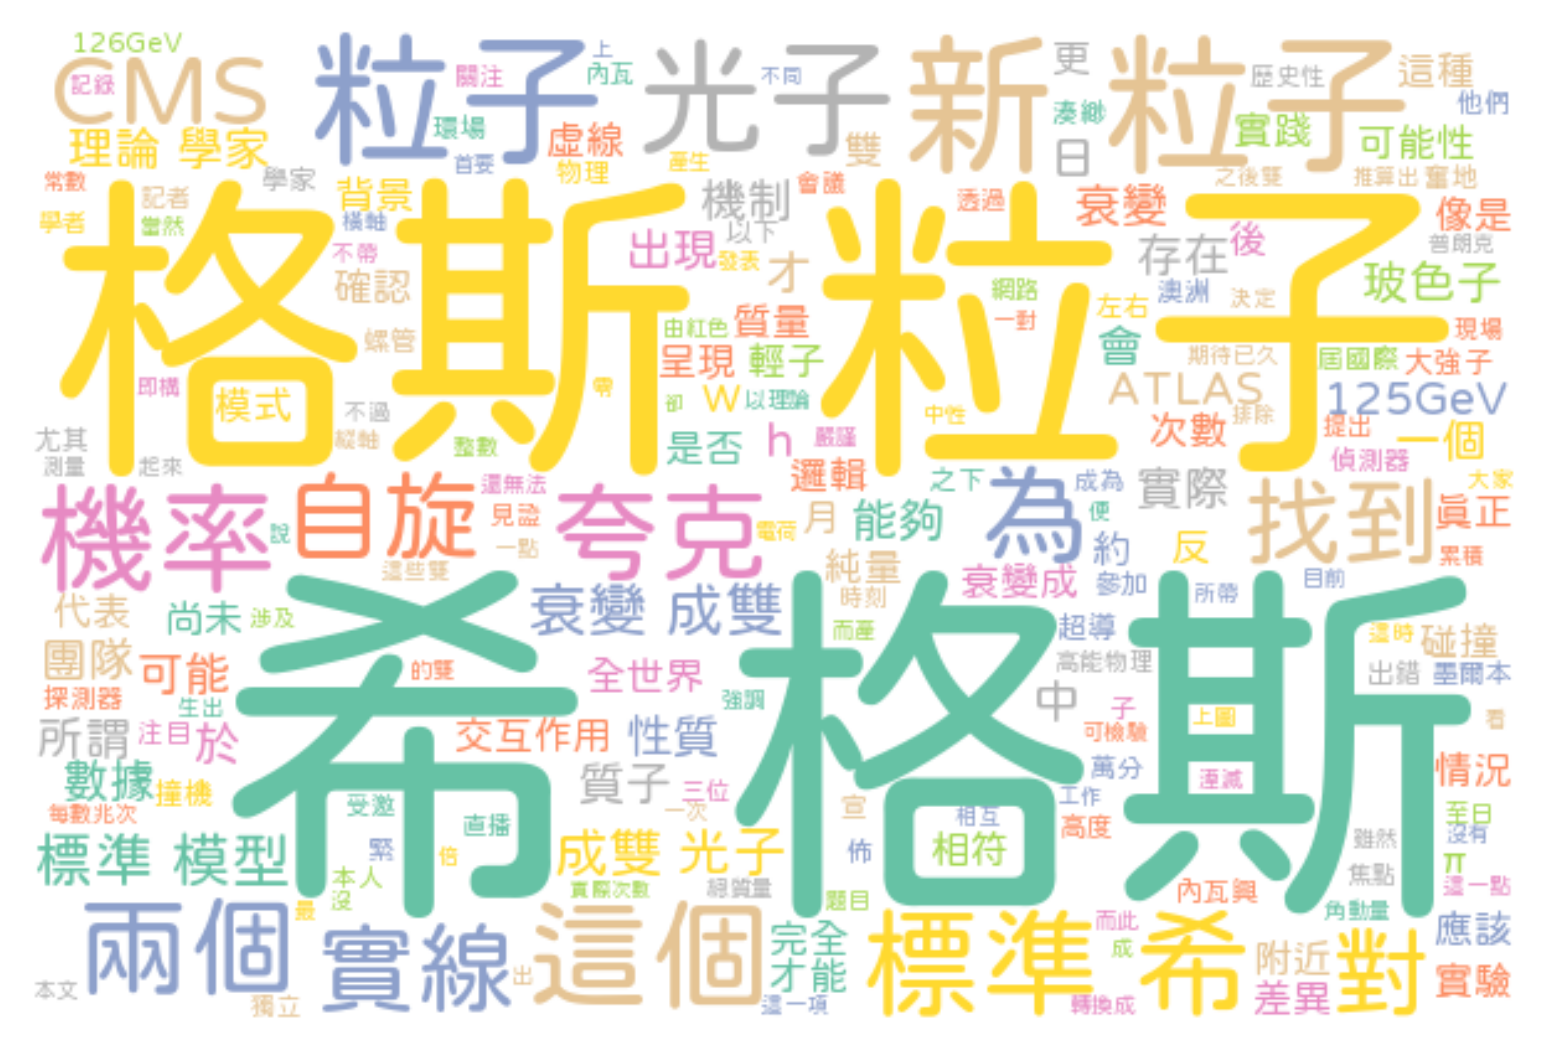 126GeV
CMS
記錄
粒子
關注
上
內瓦
光子
不同
新
粒子
更
歷史性
這種
他們
湊緻
實踐
可能性
理論 學家
環場
首要
虛線
物理
產生
雙
日
之後雙
推算出
奮地
常數
學者
記者
當然
學家
背景
橫軸
不帶
確認
螺管
機制
以下
會議
出現
發表
才
透過
衰變
存在
後
像是
普朗克
玻色子
澳洲
決定
網路
一對
左右
會
現場
期待已久
屆國際
大強子
格斯
粒子
由紅色
質量
呈現
輕子
零
卻
W
以理論
ATLAS
125GeV
中性
次數
排除
提出
一個
偵測器
大家
即橫
模式
不過
縱軸
整數
尤其
測量
起來
是否
h
嚴謹
邏輯
之下
為
成為
便
實際
找到
真正
累積
機率
說
自旋
還無法
見證
一點
這些雙
夸克
電荷
月
能夠
約
反
純量
時刻
衰變成
參加
所帶
目前
代表
尚未
涉及
希
格斯
衰變 成雙
而產
超導
高能物理
這時
碰撞
出錯
墨爾本
團隊
可能
探測器
生出
的雙
全世界
強調
中
子
可檢驗
上圖
看
所謂
注目
於
交互作用
性質
萬分
湮滅
情況
數據
撞機
每數兆次
受邀
直播
質子
三位
一次
宣
佈
相互
工作
高度
相符
至日
沒有
雖然
π
焦點
這一點
標準 模型
本人
沒
緊
倍
成雙 光子
實際次數
總質量
題目
內瓦興
角動量
應該
兩個
最
實線
出
這個
完全
才能
這一項
標準
而此
成
希
轉換成
附近
差異
對
實驗
本文
獨立